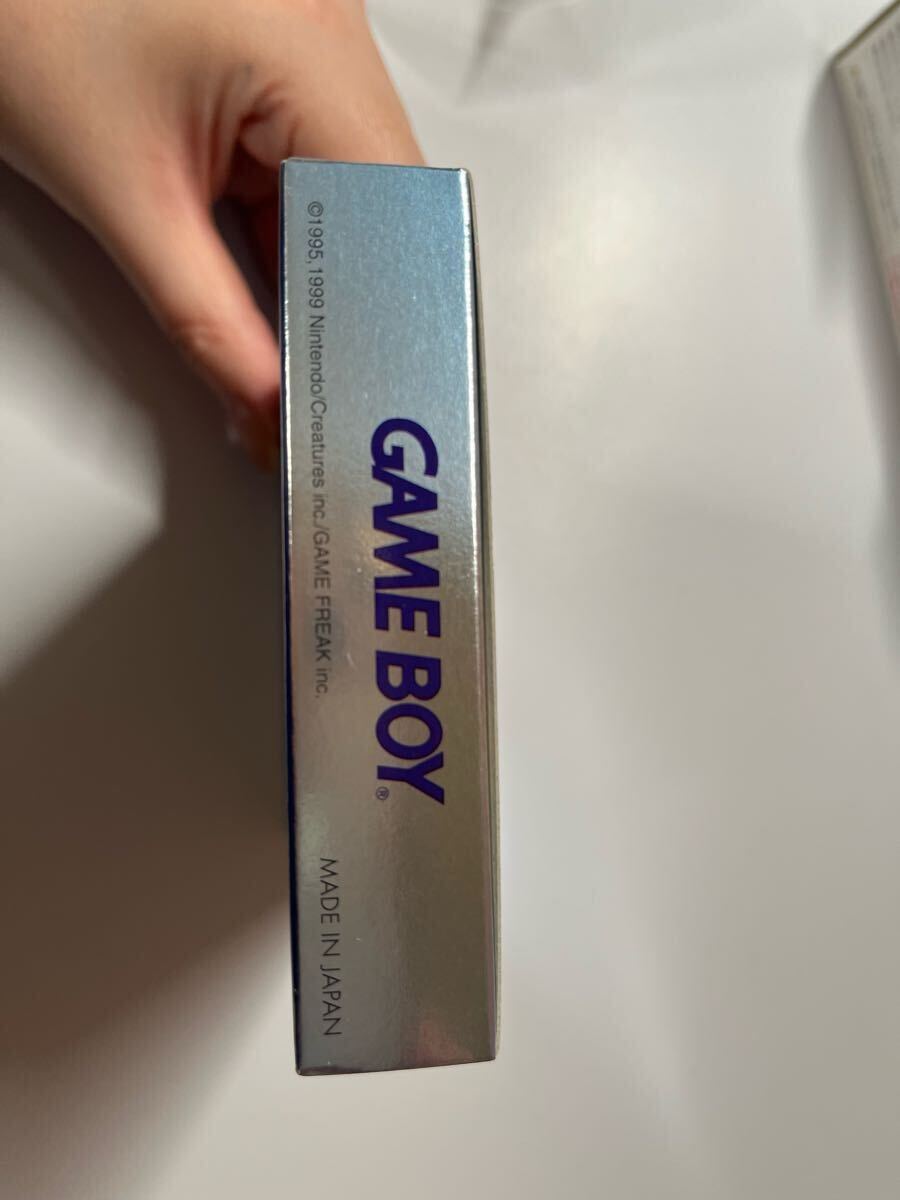 GAME BOY®
©1995,1999 Nintendo/Creatures inc./GAME FREAK inc.
MADE IN JAPAN